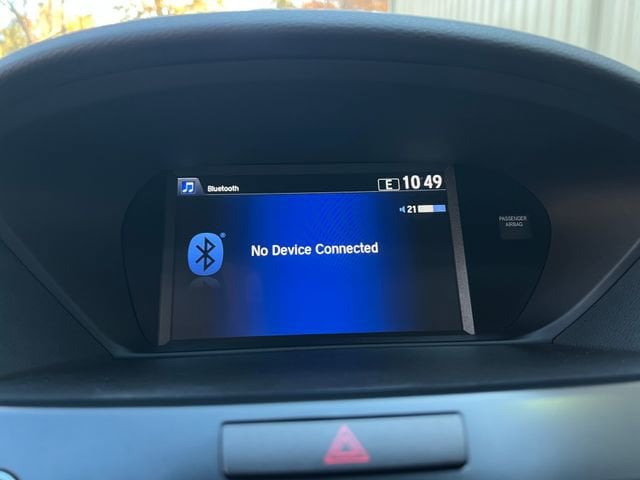 Bluetooth
E 10:49
21
No Device Connected
PASSENGER
AIRBAG